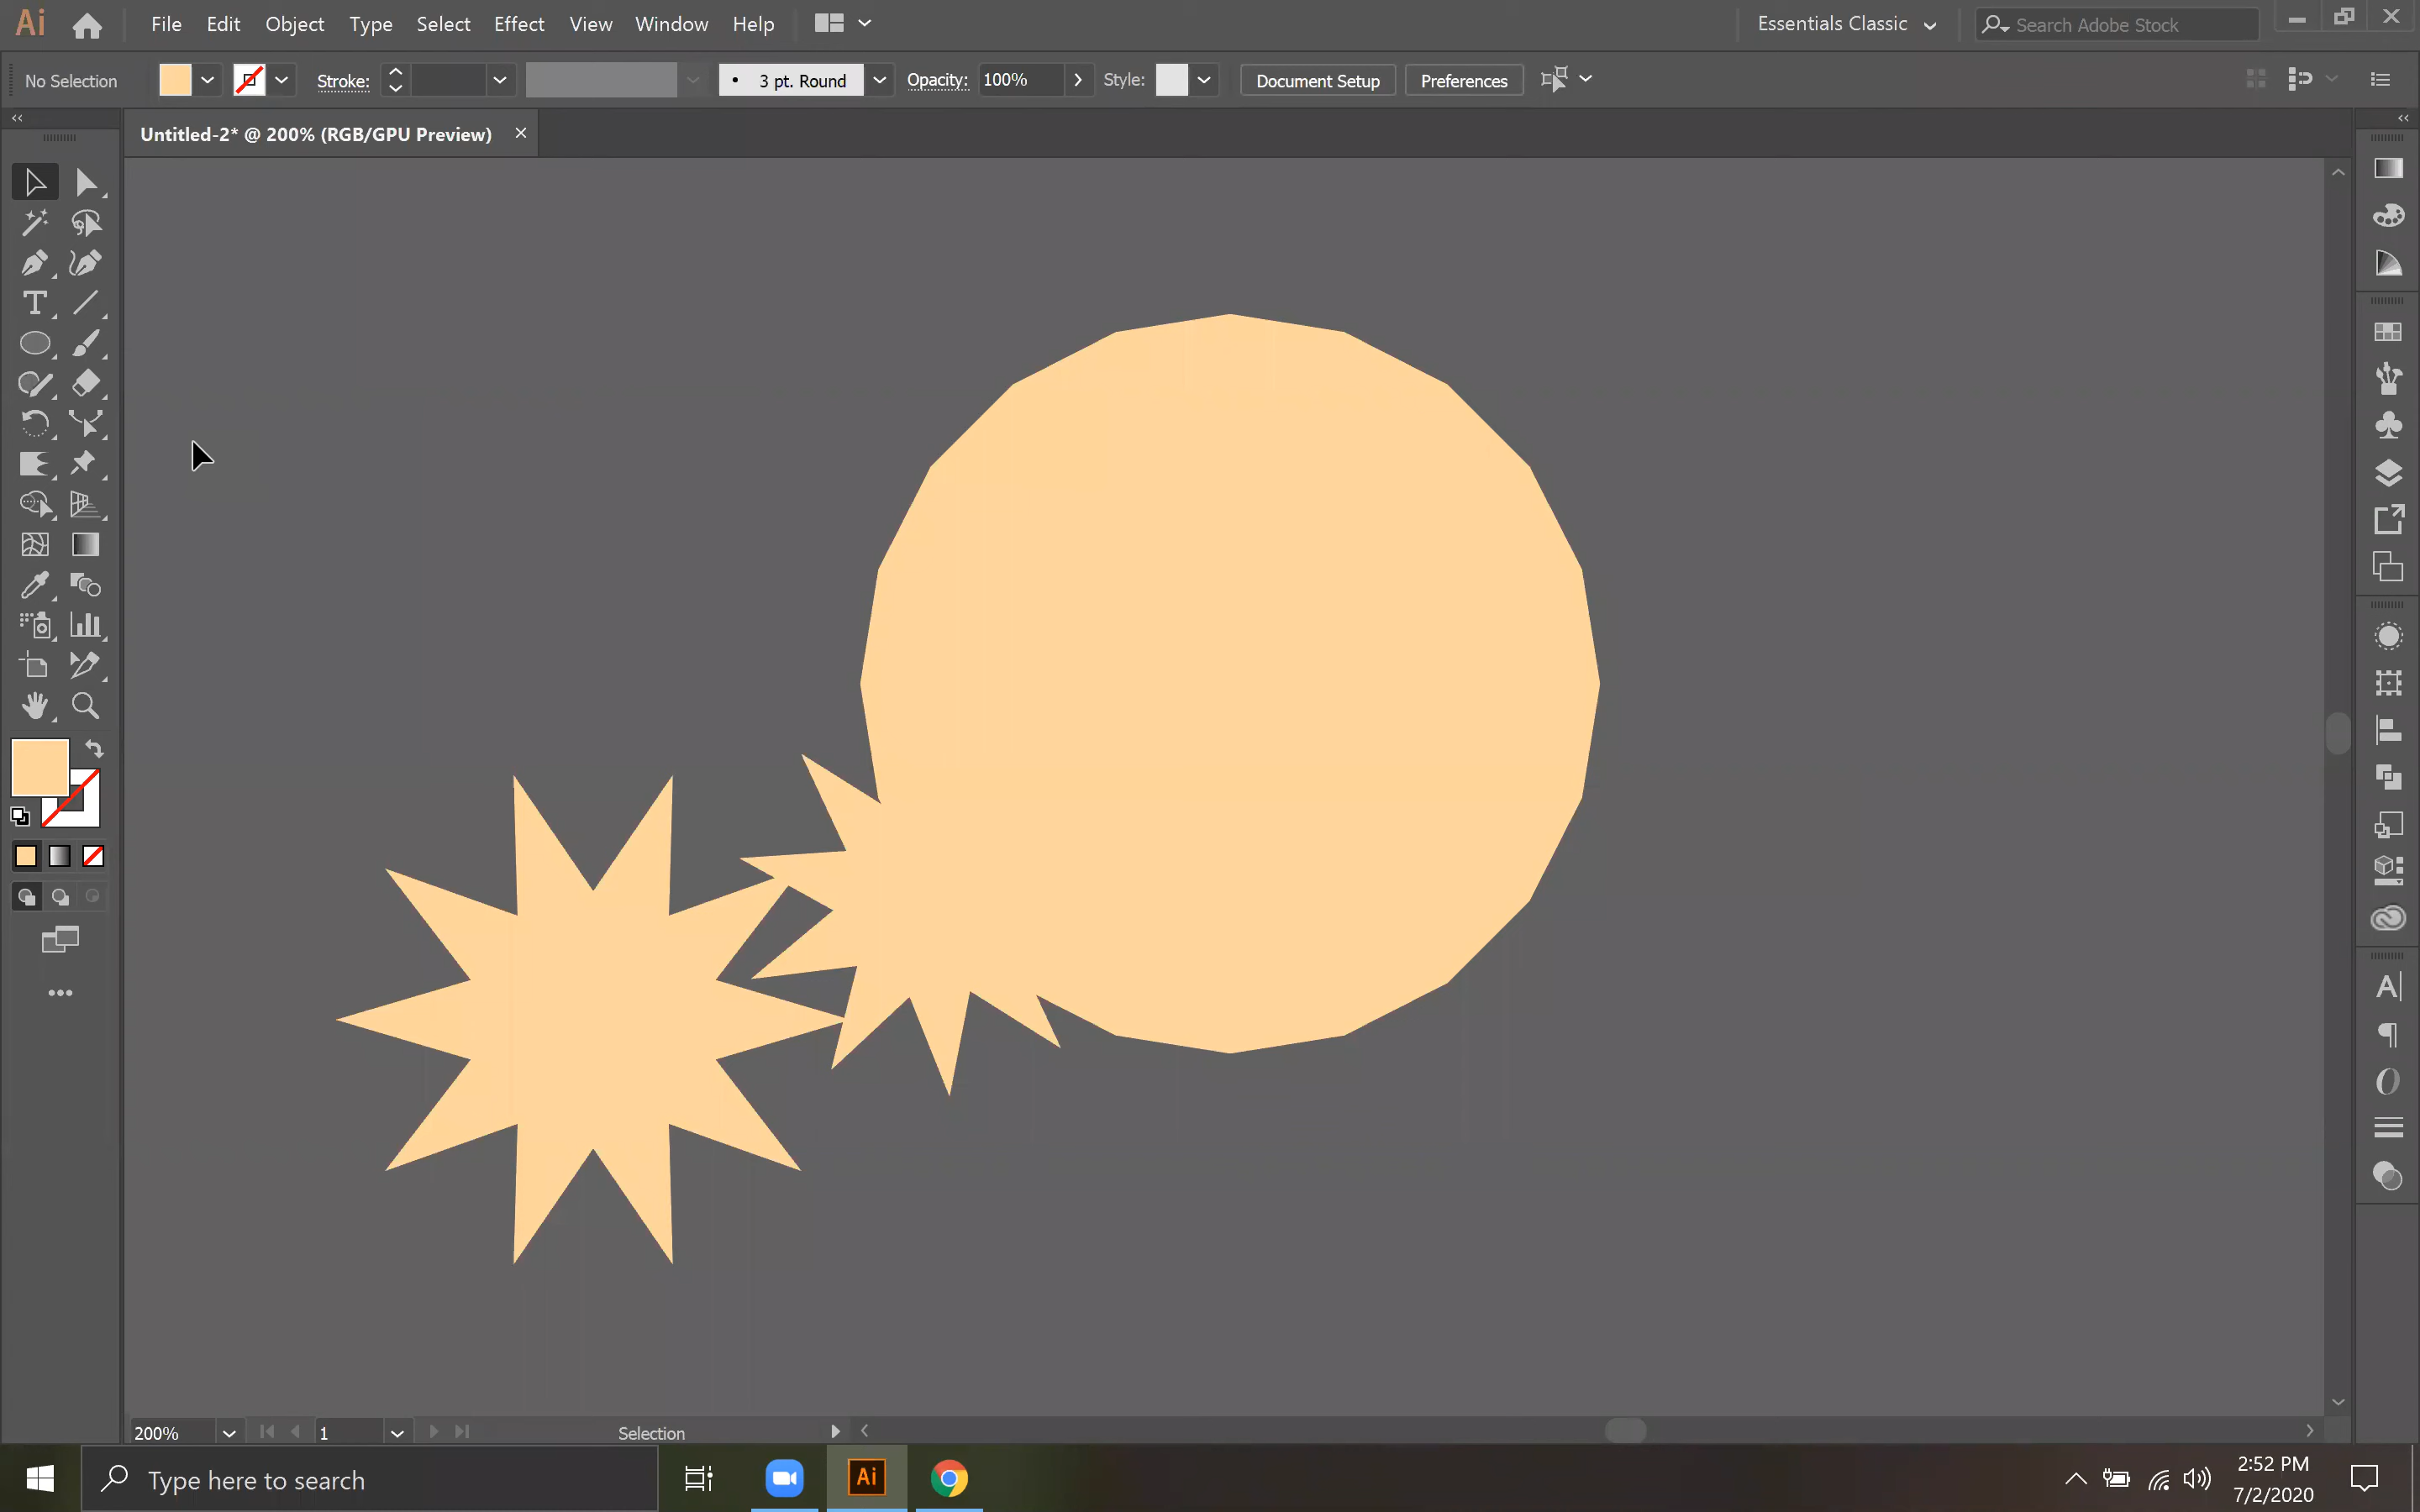 Ai File Edit Object Type Select Effect View Window Help Essentials Classic Search Adobe Stock
No Selection Stroke: 3 pt. Round Opacity: 100% Style: Document Setup Preferences
Untitled-2* @ 200% (RGB/GPU Preview)
200% 1 Selection
Type here to search Ai
2:52 PM
7/2/2020